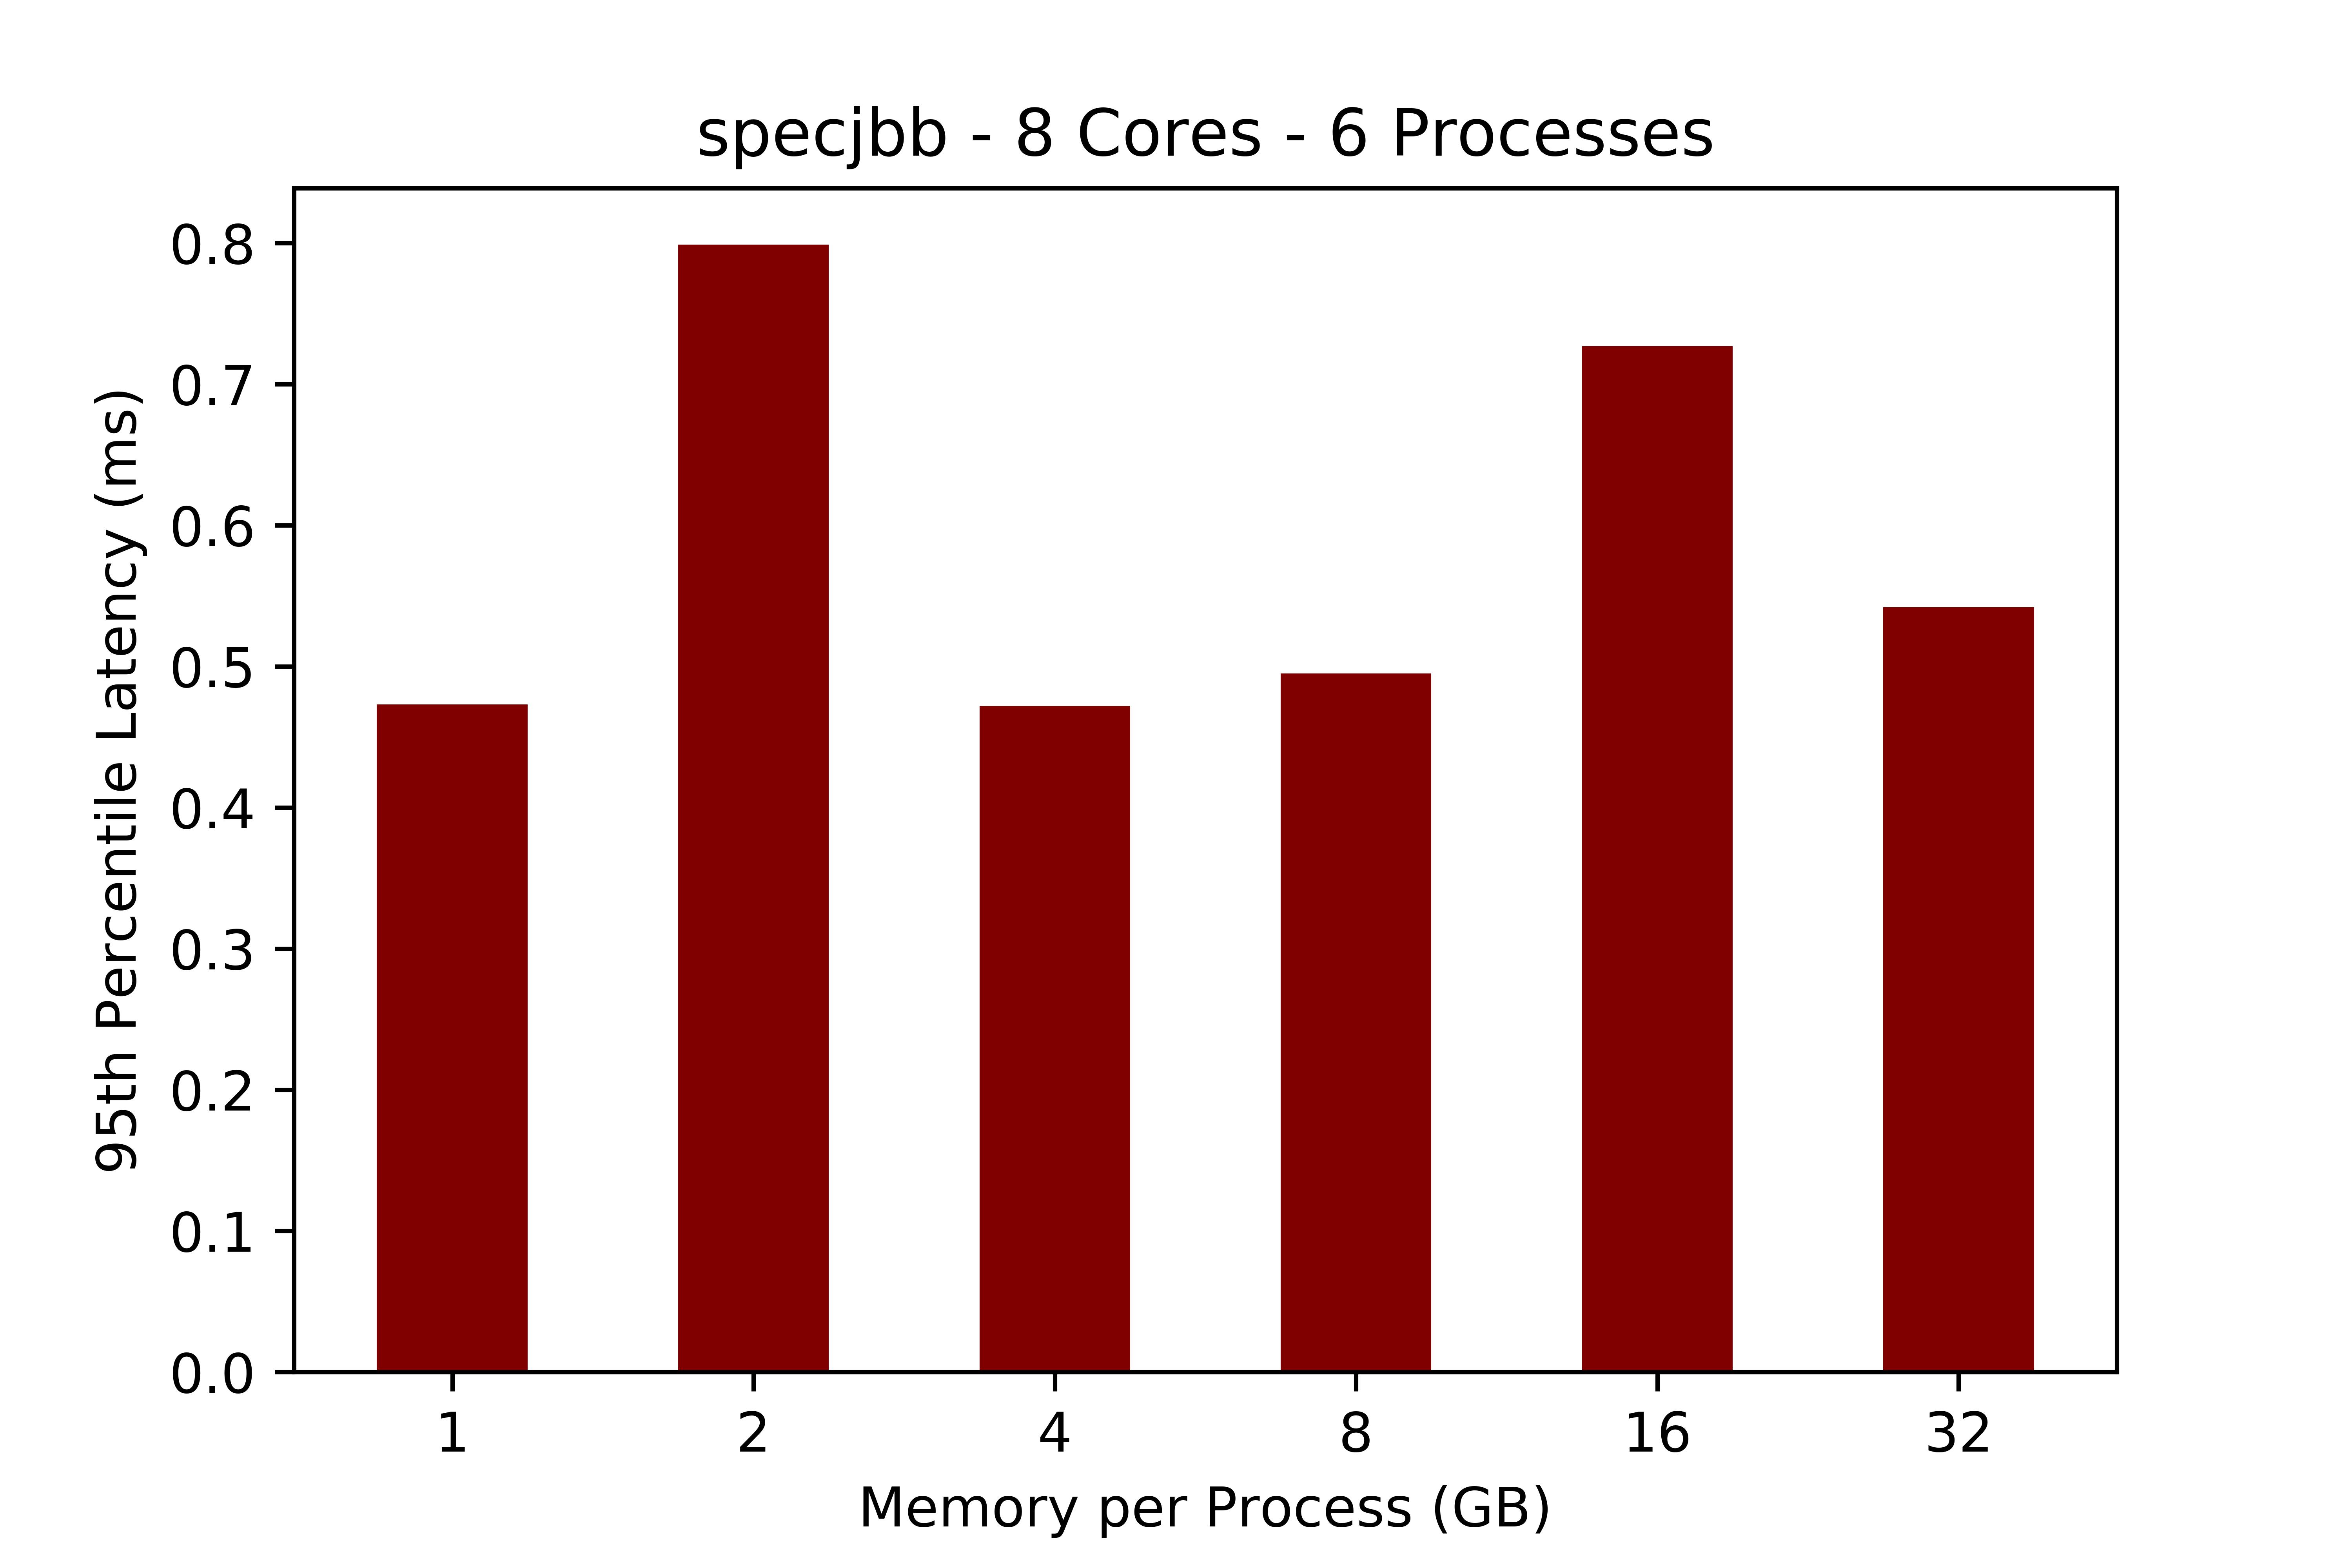 specjbb - 8 Cores - 6 Processes
95th Percentile Latency (ms)
0.8
0.7
0.6
0.5
0.4
0.3
0.2
0.1
0.0
1 2 4 8 16 32
Memory per Process (GB)